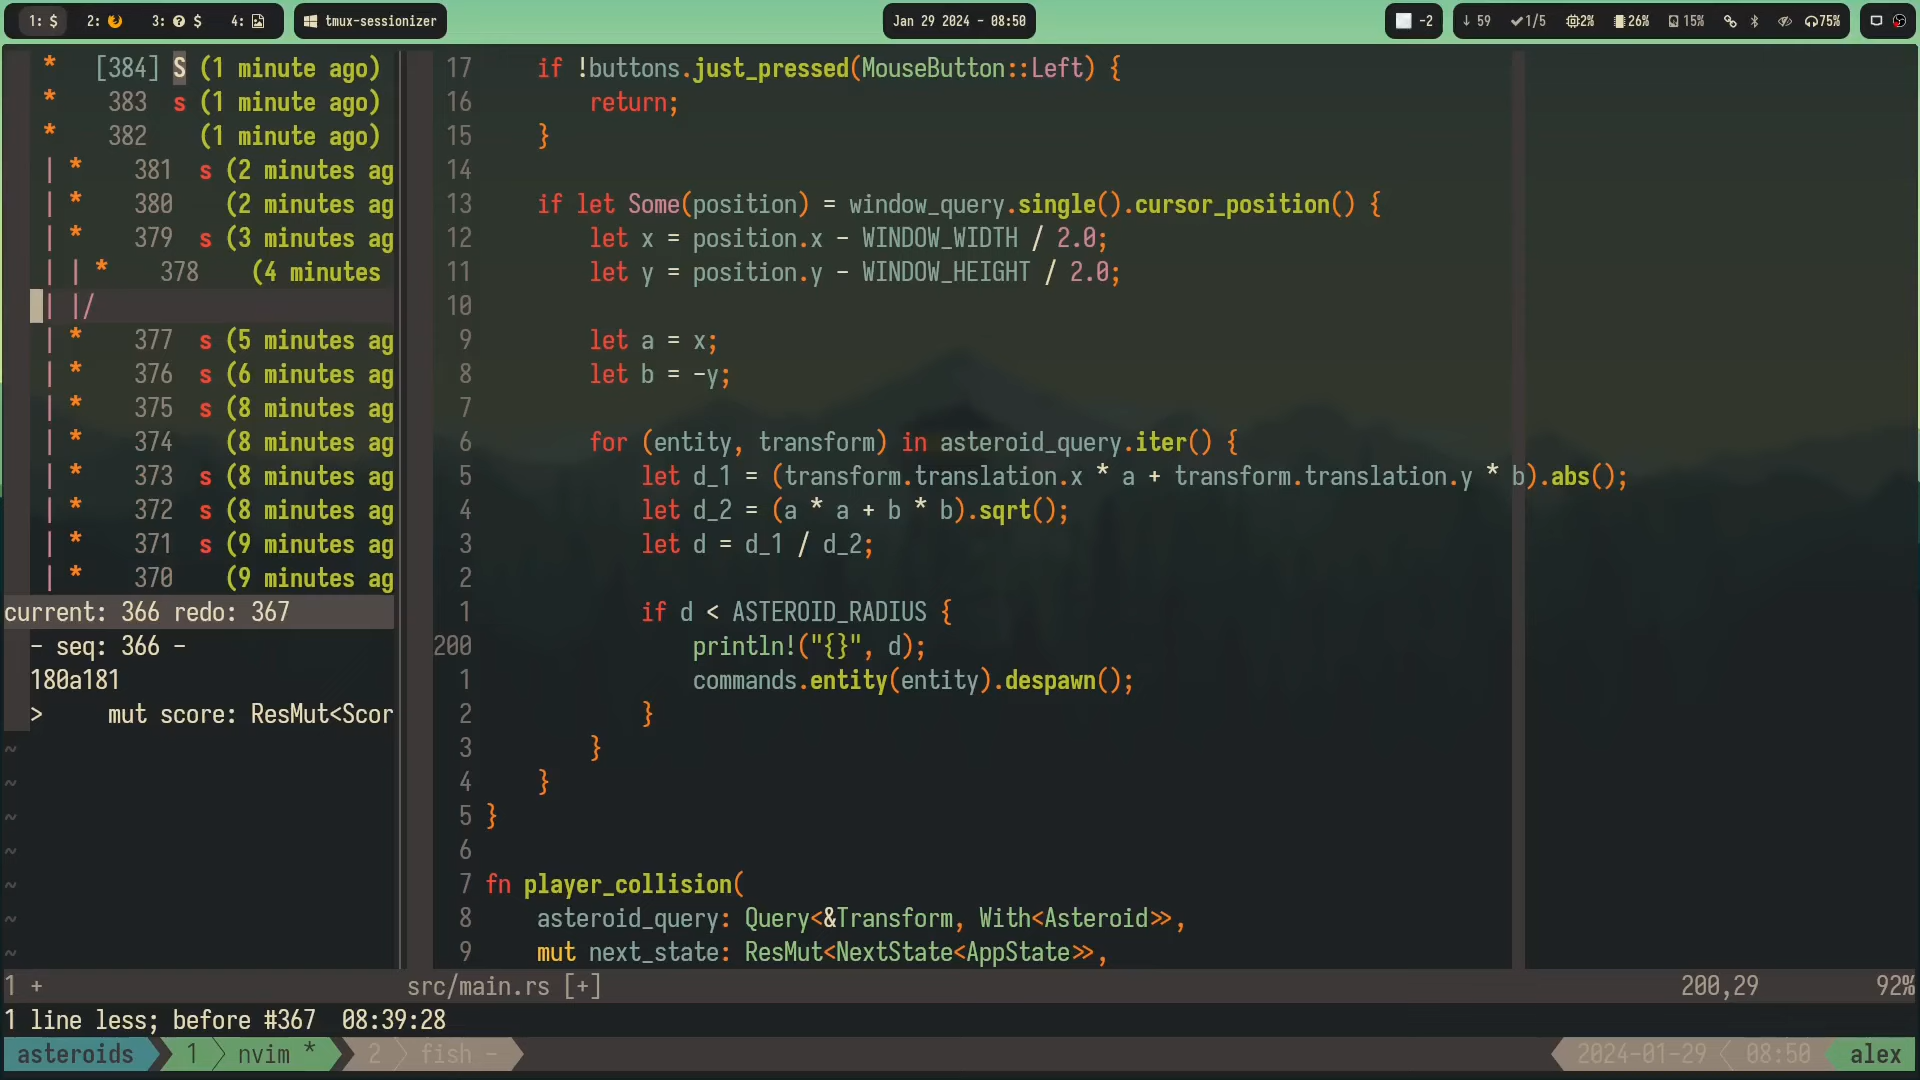 1: $ 2: 3: $ 4: tmux-sessionizer Jan 29 2024 - 08:50 -2 ↓ 59 1/5 2% 26% 15% 75%
* [384] S (1 minute ago)
* 383 s (1 minute ago)
* 382 (1 minute ago)
| * 381 s (2 minutes ag
| * 380 (2 minutes ag
| * 379 s (3 minutes ag
| | * 378 (4 minutes
| |/
| * 377 s (5 minutes ag
| * 376 s (6 minutes ag
| * 375 s (8 minutes ag
| * 374 (8 minutes ag
| * 373 s (8 minutes ag
| * 372 s (8 minutes ag
| * 371 s (9 minutes ag
| * 370 (9 minutes ag
current: 366 redo: 367
- seq: 366 -
180a181
> mut score: ResMut<Scor
~
~
~
~
~
~
~
17 if !buttons.just_pressed(MouseButton::Left) {
16 return;
15 }
14
13 if let Some(position) = window_query.single().cursor_position() {
12 let x = position.x - WINDOW_WIDTH / 2.0;
11 let y = position.y - WINDOW_HEIGHT / 2.0;
10
9 let a = x;
8 let b = -y;
7
6 for (entity, transform) in asteroid_query.iter() {
5 let d_1 = (transform.translation.x * a + transform.translation.y * b).abs();
4 let d_2 = (a * a + b * b).sqrt();
3 let d = d_1 / d_2;
2
1 if d < ASTEROID_RADIUS {
200 println!("{}", d);
1 commands.entity(entity).despawn();
2 }
3 }
4 }
5 }
6
7 fn player_collision(
8 asteroid_query: Query<&Transform, With<Asteroid>>,
9 mut next_state: ResMut<NextState<AppState>>,
1 + src/main.rs [+] 200,29 92%
1 line less; before #367 08:39:28
asteroids 1 nvim * 2 fish - 2024-01-29 08:50 alex